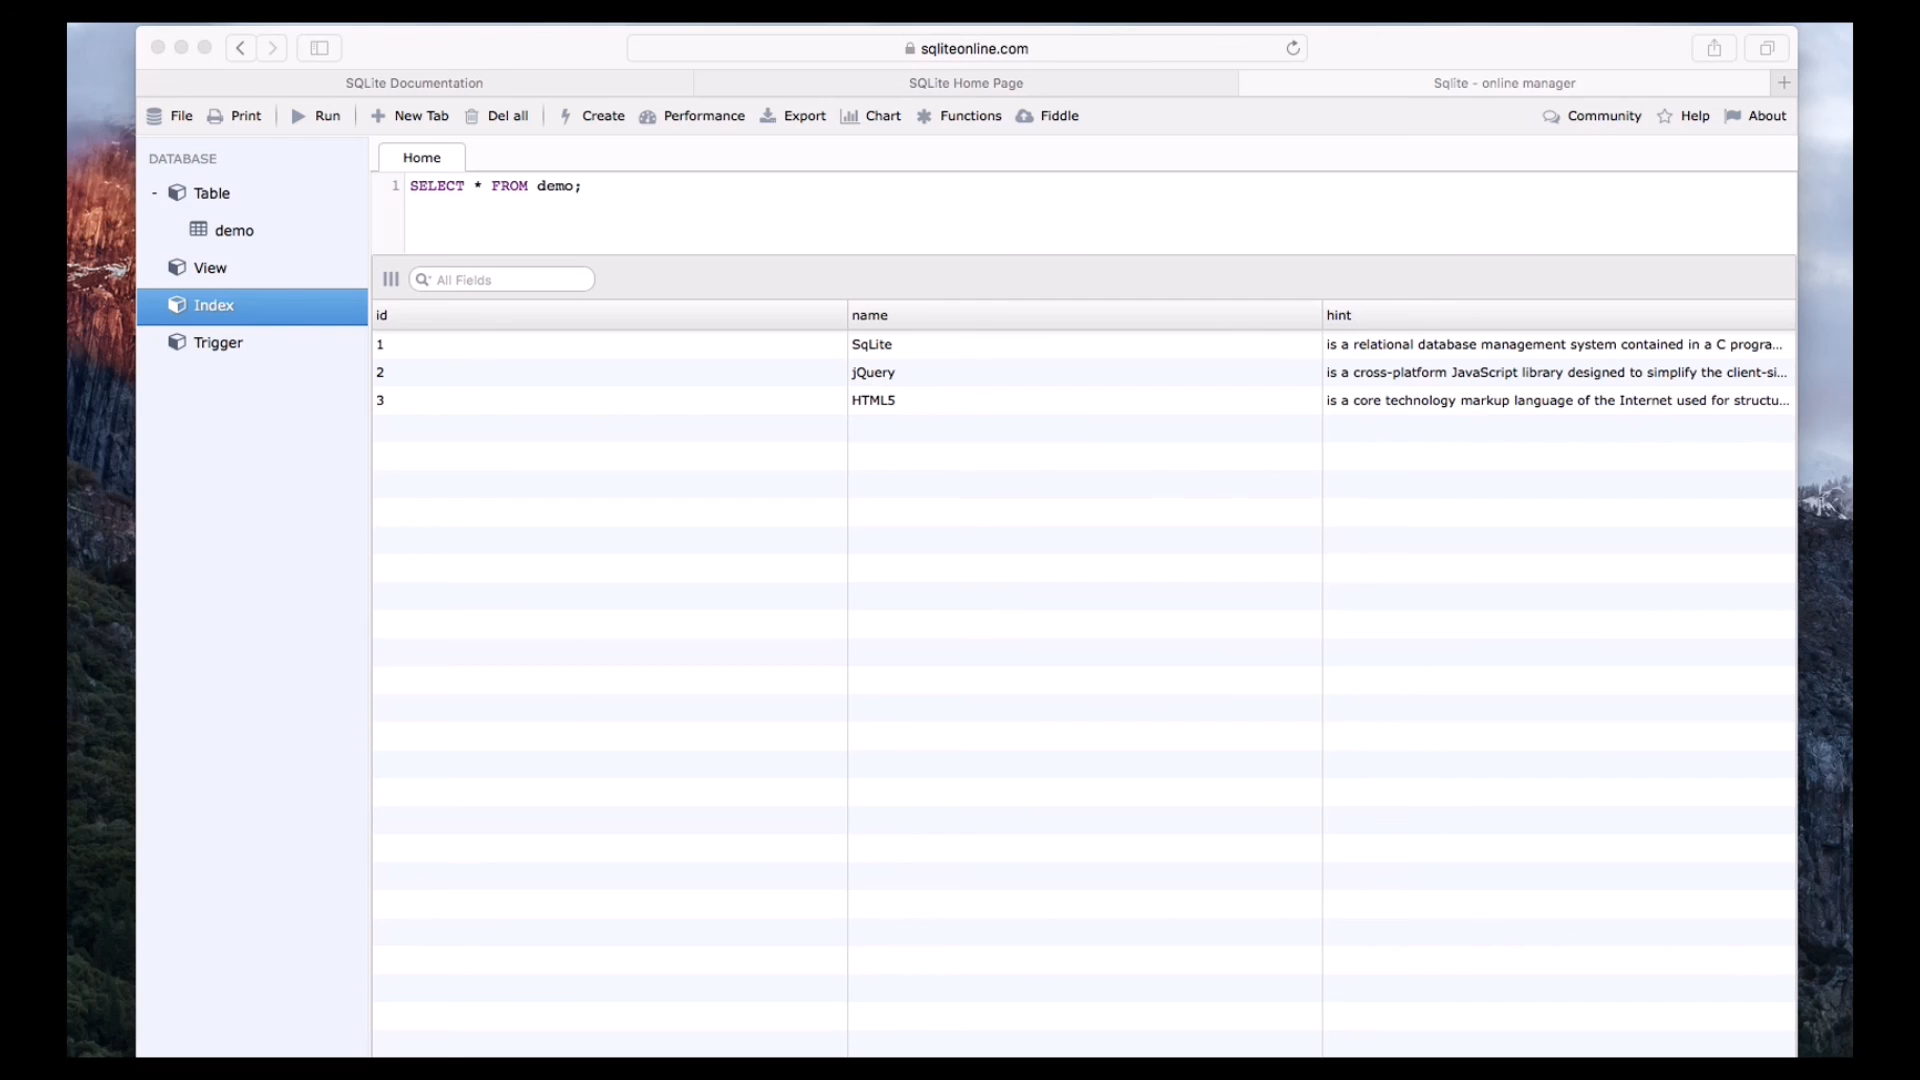 sqliteonline.com
SQLite Documentation SQLite Home Page Sqlite - online manager
File Print Run New Tab Del all Create Performance Export Chart Functions Fiddle Community Help About
DATABASE
- Table
demo
View
Index
Trigger
Home
1 SELECT * FROM demo;
All Fields
id name hint
1 SqLite is a relational database management system contained in a C progra...
2 jQuery is a cross-platform JavaScript library designed to simplify the client-si...
3 HTML5 is a core technology markup language of the Internet used for structu...